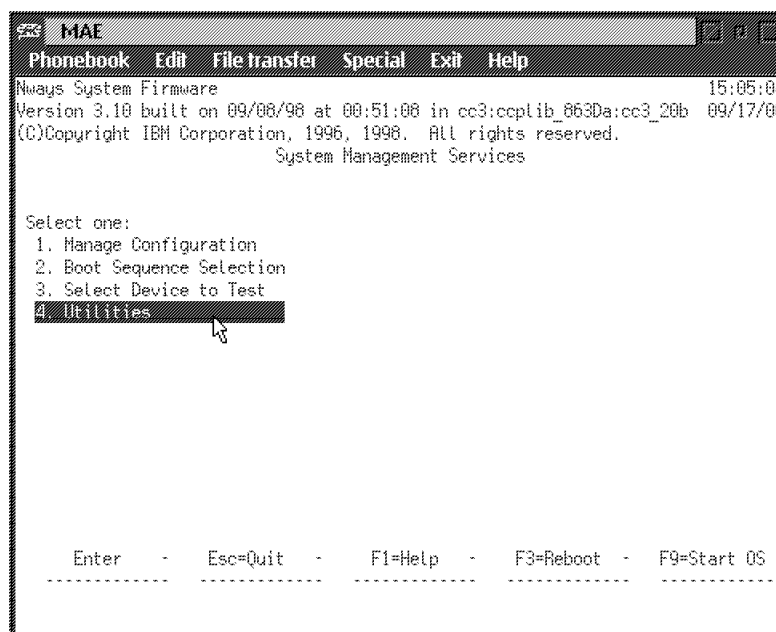 MAE
Phonebook Edit File transfer Special Exit Help
Nways System Firmware 15:05:0
Version 3.10 built on 09/08/98 at 00:51:08 in cc3:ccplib_863Da:cc3_20b 09/17/0
(C)Copyright IBM Corporation, 1996, 1998. All rights reserved.
System Management Services
Select one:
1. Manage Configuration
2. Boot Sequence Selection
3. Select Device to Test
4. Utilities
Enter - Esc=Quit - F1=Help - F3=Reboot - F9=Start OS